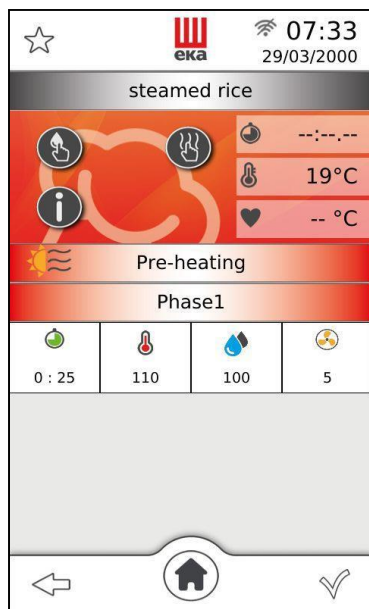 07:33
eka
29/03/2000
steamed rice
--:--.--
19°C
-- °C
Pre-heating
Phase1
0 : 25 110 100 5